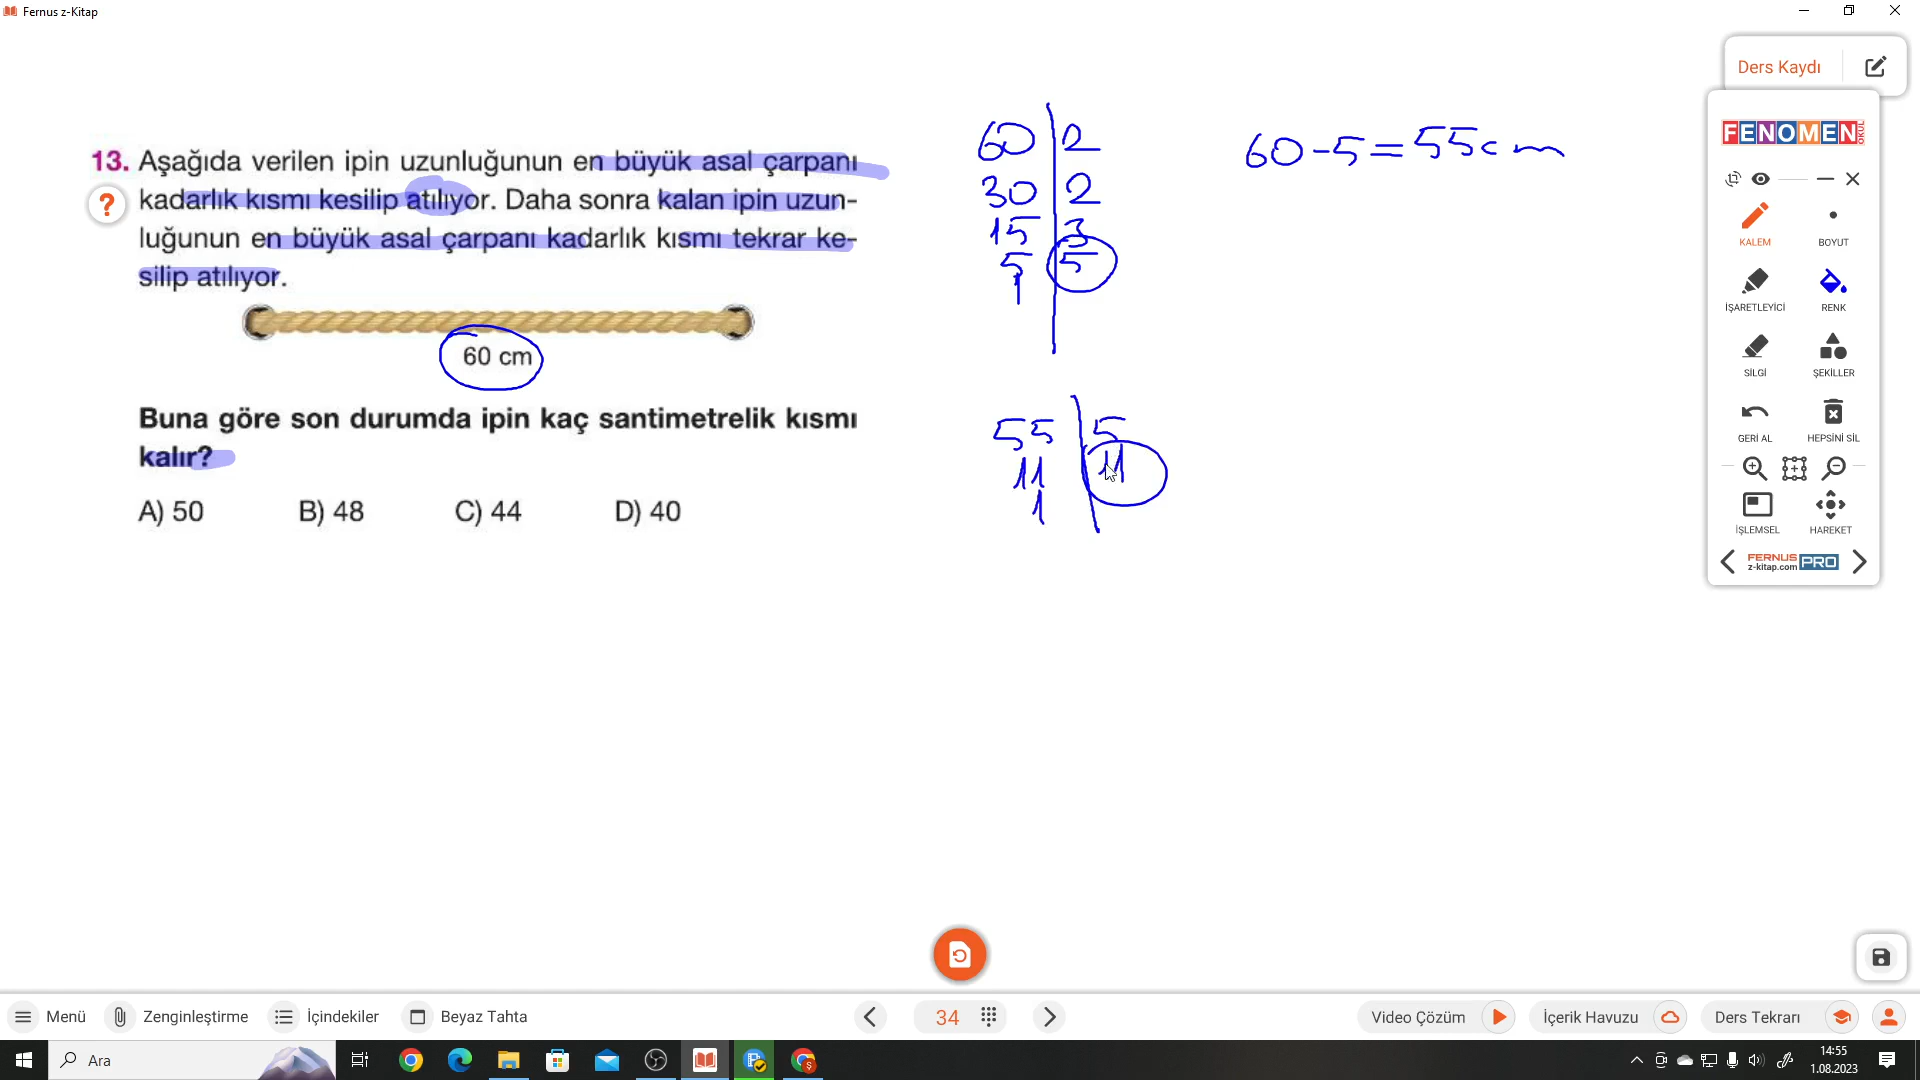 Fernus z-Kitap
Ders Kaydı
13. Aşağıda verilen ipin uzunluğunun en büyük asal çarpanı
kadarlık kısmı kesilip atılıyor. Daha sonra kalan ipin uzun-
luğunun en büyük asal çarpanı kadarlık kısmı tekrar ke-
silip atılıyor.
?
60 cm
Buna göre son durumda ipin kaç santimetrelik kısmı
kalır?
A) 50 B) 48 C) 44 D) 40
60 2
30 2
15 3
5 5
1
60-5=55cm
55 5
11 11
1
FENOMEN OKUL
KALEM BOYUT
İŞARETLEYİCİ RENK
SİLGİ ŞEKİLLER
GERİ AL HEPSİNİ SİL
İŞLEMSEL HAREKET
FERNUS
z-kitap.com PRO
Menü Zenginleştirme İçindekiler Beyaz Tahta 34 Video Çözüm İçerik Havuzu Ders Tekrarı
Ara
14:55
1.08.2023